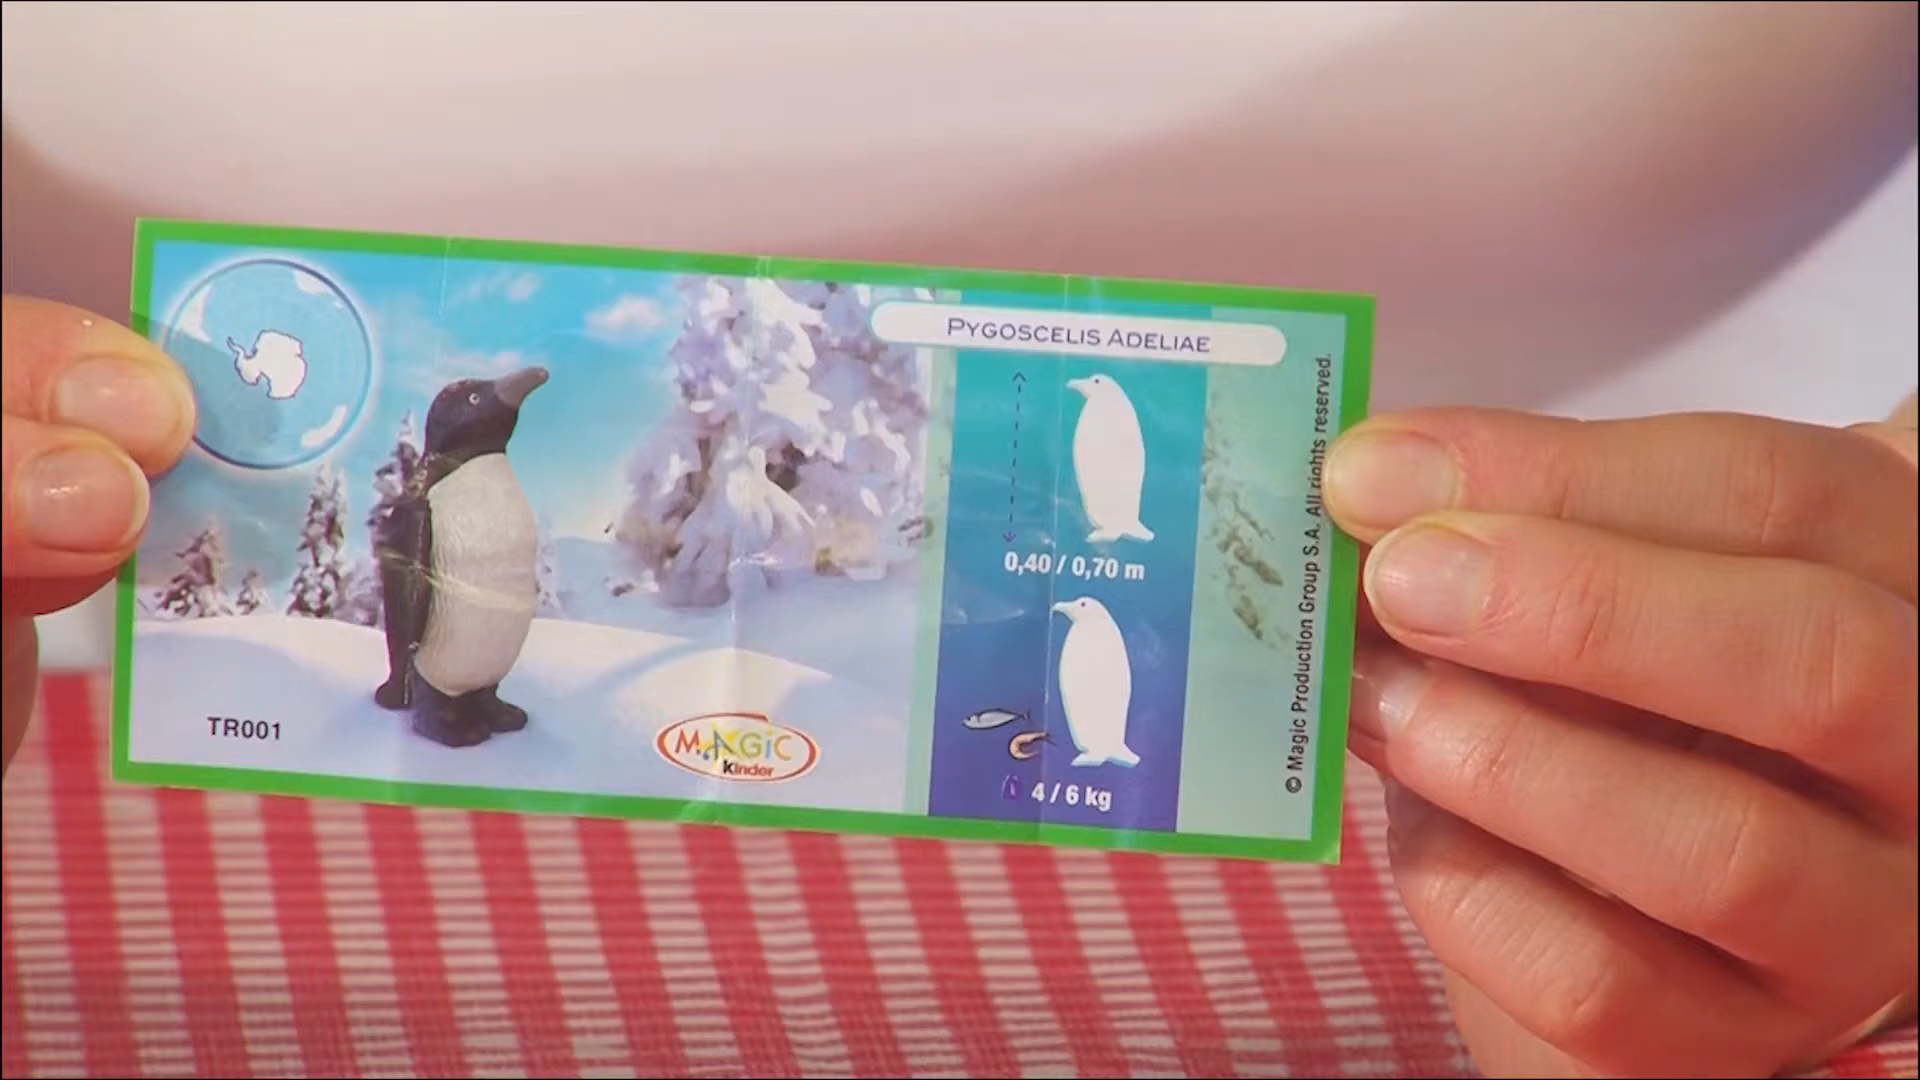 PYGOSCELIS ADELIAE
0,40 / 0,70 m
4 / 6 kg
TR001
MAGiC
kinder
© Magic Production Group S.A. All rights reserved.